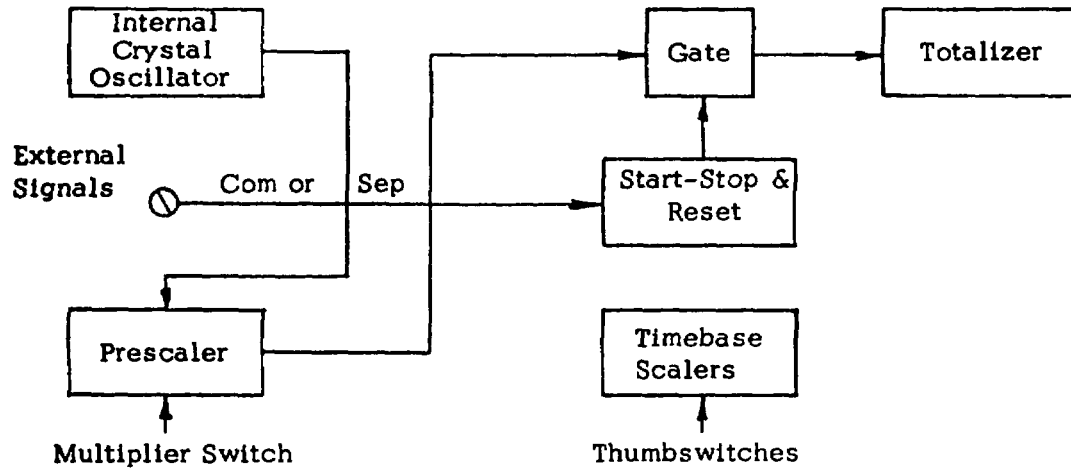 Internal
Crystal
Oscillator
Gate
Totalizer
External
Signals
Com or Sep
Start-Stop &
Reset
Prescaler
Timebase
Scalers
Multiplier Switch
Thumbswitches